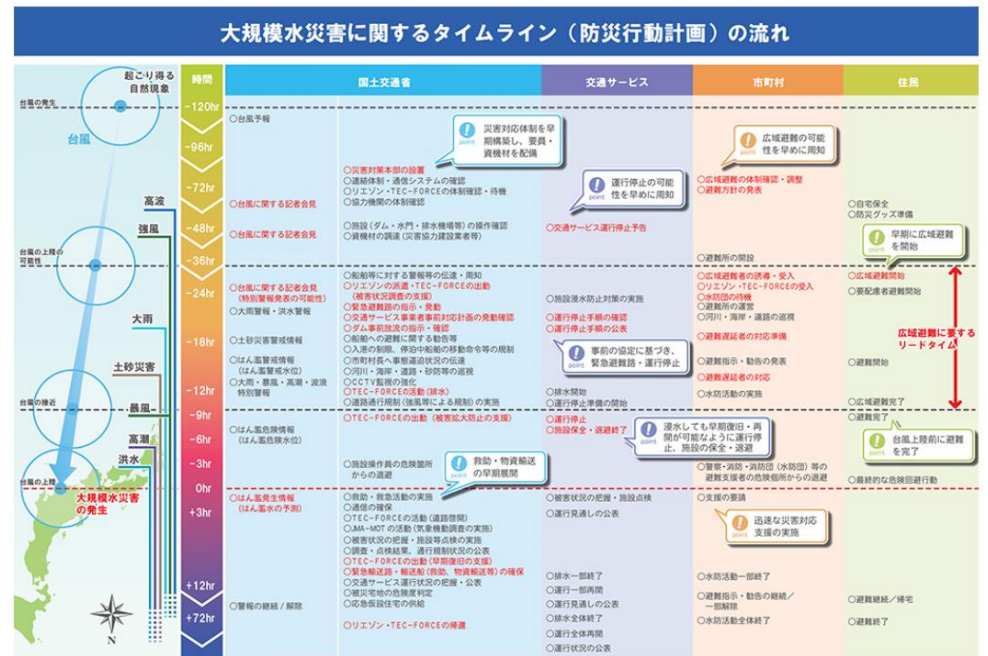 大規模水災害に関するタイムライン（防災行動計画）の流れ
起こり得る
自然現象
時間
国土交通省
交通サービス
市町村
住民
台風の発生
台風
高波
強風
台風の上陸の
可能性
大雨
土砂災害
台風の接近
暴風
高潮
洪水
台風の上陸
大規模水災害
の発生
N
-120hr
-96hr
-72hr
-48hr
-36hr
-24hr
-18hr
-12hr
-9hr
-6hr
-3hr
0hr
+3hr
+12hr
+72hr
○台風予報
○台風に関する記者会見
○台風に関する記者会見
○台風に関する記者会見
(特別警報発表の可能性)
○大雨警報・洪水警報
○土砂災害警戒情報
○はん濫警戒情報
(はん濫警戒水位)
○大雨・暴風・高潮・波浪
特別警報
○はん濫危険情報
(はん濫危険水位)
○はん濫発生情報
(はん濫水の予測)
○警報の継続/解除
point
災害対応体制を早
期構築し、要員・
資機材を配備
○災害対策本部の設置
○連絡体制・通信システムの確認
○リエゾン・TEC-FORCEの体制確認・待機
○協力機関の体制確認
○施設（ダム・水門・排水機場等）の操作確認
○資機材の調達（災害協力建設業者等）
○船舶等に対する警報等の伝達・周知
○リエゾンの派遣・TEC-FORCEの出動
(被害状況調査の支援)
○緊急避難路の指示・発動
○交通サービス事業者事前対応計画の発動確認
○ダム事前放流の指示・確認
○船舶への避難に関する勧告等
○入港の制限、停泊中船舶の移動命令等の規制
○市町村長へ事態逼迫状況の伝達
○河川・海岸・道路・砂防等の巡視
○CCTV監視の強化
○TEC-FORCEの活動(排水)
○道路通行規制(強風等による規制)の実施
○TEC-FORCEの出動（被害拡大防止の支援）
○施設操作員の危険箇所
からの退避
point
救助・物資輸送
の早期展開
○救助・救急活動の実施
○通信の確保
○TEC-FORCEの活動(道路啓開)
○JMA-MOTの活動(気象機動調査の実施)
○被害状況の把握・施設等点検の実施
○調査・点検結果、通行規制状況の公表
○TEC-FORCEの出動(早期復旧の支援)
○緊急輸送路・輸送船(救助、物資輸送等)の確保
○交通サービス運行状況の把握・公表
○被災宅地の危険度判定
○応急仮設住宅の供給
○リエゾン・TEC-FORCEの帰還
point
運行停止の可能
性を早めに周知
○交通サービス運行停止予告
○施設浸水防止対策の実施
○運行停止手順の確認
○運行停止手順の公表
point
事前の協定に基づき、
緊急避難路・運行停止
○排水開始
○運行停止準備の開始
○運行停止
○施設保全・退避終了
point
浸水しても早期復旧・再
開が可能なように運行停
止、施設の保全・退避
○被害状況の把握・施設点検
○運行見通しの公表
○排水一部終了
○運行一部再開
○運行見通しの公表
○排水全体終了
○運行全体再開
○運行状況の公表
point
広域避難の可能
性を早めに周知
○広域避難の体制確認・調整
○避難方針の発表
○避難所の開設
○広域避難者の誘導・受入
○リエゾン・TEC-FORCEの受入
○水防団の待機
○避難所の運営
○河川・海岸・道路の巡視
○避難遅延者の対応準備
○避難指示・勧告の発表
○避難遅延者の対応
○水防活動の実施
○警察・消防・消防団（水防団）等の
避難支援者の危険個所からの退避
○支援の要請
point
迅速な災害対応
支援の実施
○水防活動一部終了
○避難指示・勧告の継続／
一部解除
○水防活動全体終了
○自宅保全
○防災グッズ準備
point
早期に広域避難
を開始
○広域避難開始
○要配慮者避難開始
広域避難に要する
リードタイム
○避難開始
○広域避難完了
○避難完了
point
台風上陸前に避難
を完了
○最終的な危険回避行動
○避難継続／帰宅
○避難終了